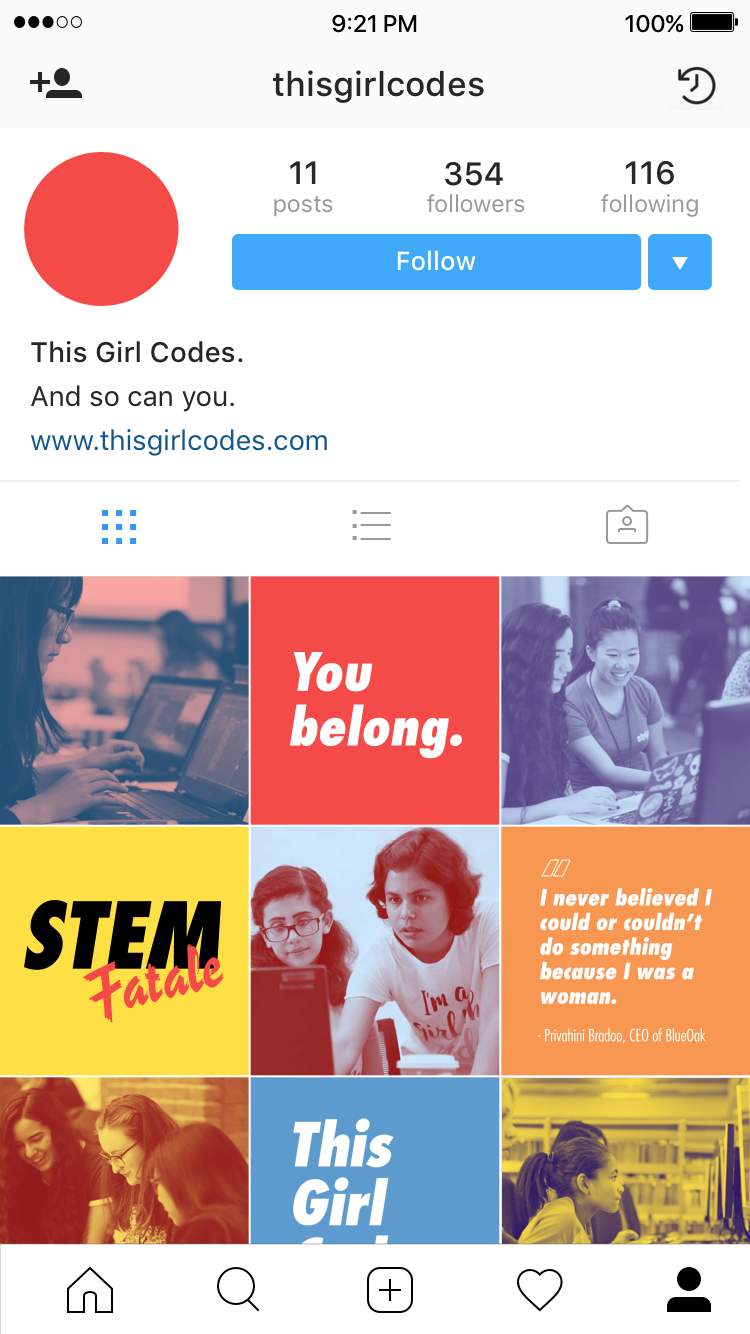 9:21 PM
100%
thisgirlcodes
11
354
116
posts
followers
following
Follow
This Girl Codes.
And so can you.
www.thisgirlcodes.com
You
belong.
STEM
Fatale
I'm a
girl
I never believed I
could or couldn't
do something
because I was a
woman.
- Privahini Bradoo, CEO of BlueOak
This
Girl